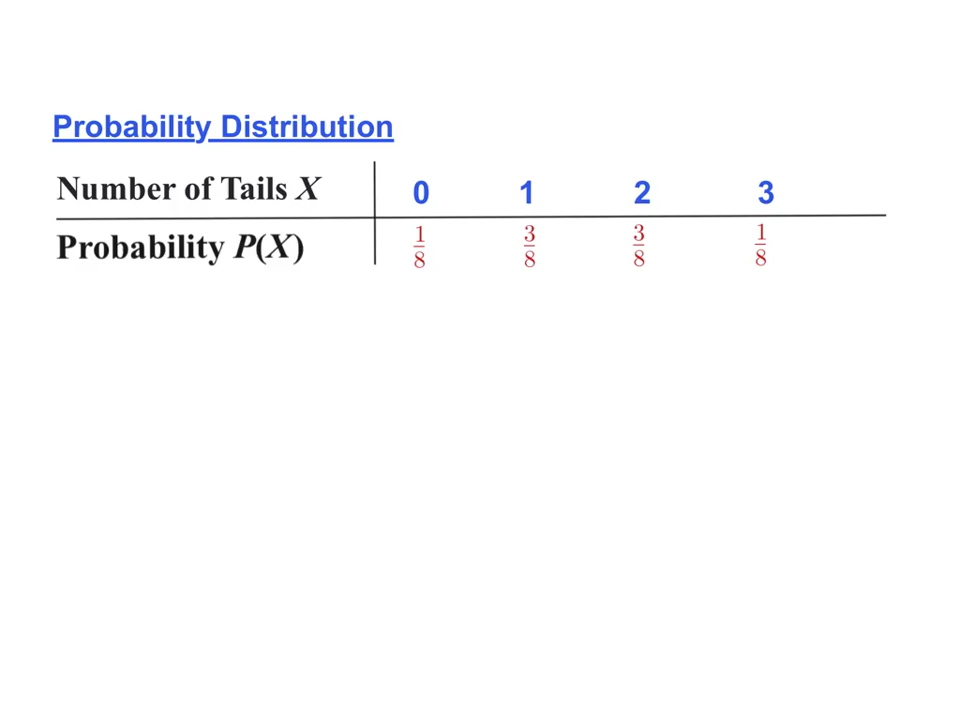 Probability Distribution
Number of Tails X 0 1 2 3
Probability P(X) 1/8 3/8 3/8 1/8